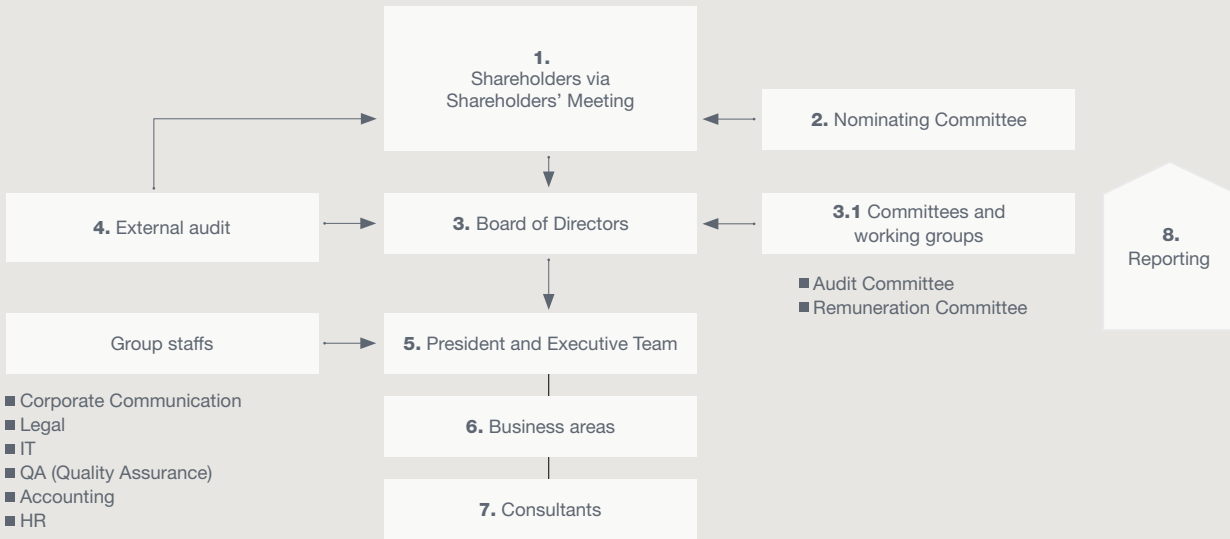 1.
Shareholders via
Shareholders’ Meeting
2. Nominating Committee
4. External audit
3. Board of Directors
3.1 Committees and
working groups
8.
Reporting
Audit Committee
Remuneration Committee
Group staffs
5. President and Executive Team
Corporate Communication
Legal
IT
QA (Quality Assurance)
Accounting
HR
6. Business areas
7. Consultants